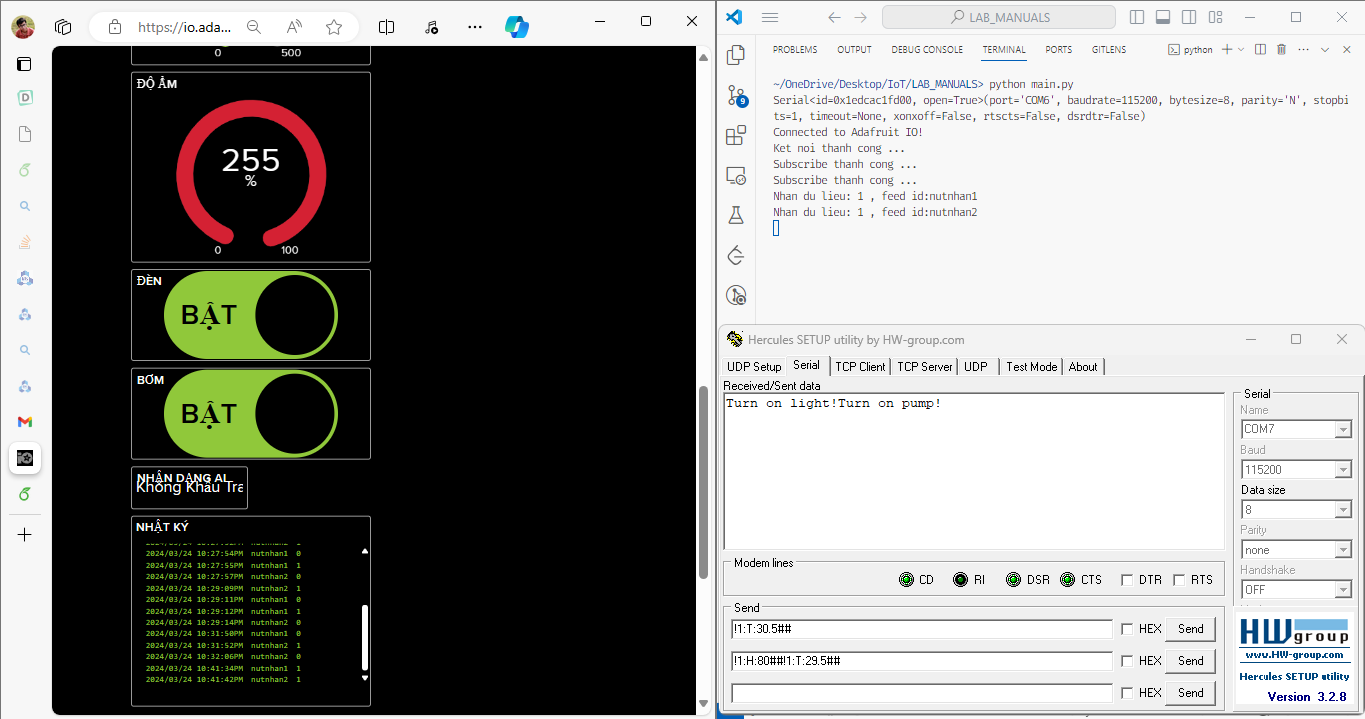 https://io.ada...
0 500
ĐỘ ẨM
255
%
0 100
ĐÈN
BẬT
BƠM
BẬT
NHẬN DẠNG AI
Không Khẩu Tra
NHẬT KÝ
2024/03/24 10:27:54PM nutnhan1 0
2024/03/24 10:27:55PM nutnhan1 1
2024/03/24 10:27:57PM nutnhan2 0
2024/03/24 10:29:09PM nutnhan2 1
2024/03/24 10:29:11PM nutnhan1 0
2024/03/24 10:29:12PM nutnhan1 1
2024/03/24 10:29:14PM nutnhan2 0
2024/03/24 10:31:50PM nutnhan1 0
2024/03/24 10:31:52PM nutnhan2 1
2024/03/24 10:32:06PM nutnhan2 0
2024/03/24 10:41:34PM nutnhan1 1
2024/03/24 10:41:42PM nutnhan2 1
LAB_MANUALS
PROBLEMS OUTPUT DEBUG CONSOLE TERMINAL PORTS GITLENS python
9
~/OneDrive/Desktop/IoT/LAB_MANUALS> python main.py
Serial<id=0x1edcac1fd00, open=True>(port='COM6', baudrate=115200, bytesize=8, parity='N', stopbi
ts=1, timeout=None, xonxoff=False, rtscts=False, dsrdtr=False)
Connected to Adafruit IO!
Ket noi thanh cong ...
Subscribe thanh cong ...
Subscribe thanh cong ...
Nhan du lieu: 1 , feed id:nutnhan1
Nhan du lieu: 1 , feed id:nutnhan2
Hercules SETUP utility by HW-group.com
UDP Setup Serial TCP Client TCP Server UDP Test Mode About
Received/Sent data
Turn on light!Turn on pump!
Serial
Name
COM7
Baud
115200
Data size
8
Parity
none
Handshake
OFF
Modem lines
CD RI DSR CTS DTR RTS
Send
!1:T:30.5## HEX Send
!1:H:80##!1:T:29.5## HEX Send
HEX Send
HW group
www.HW-group.com
Hercules SETUP utility
Version 3.2.8